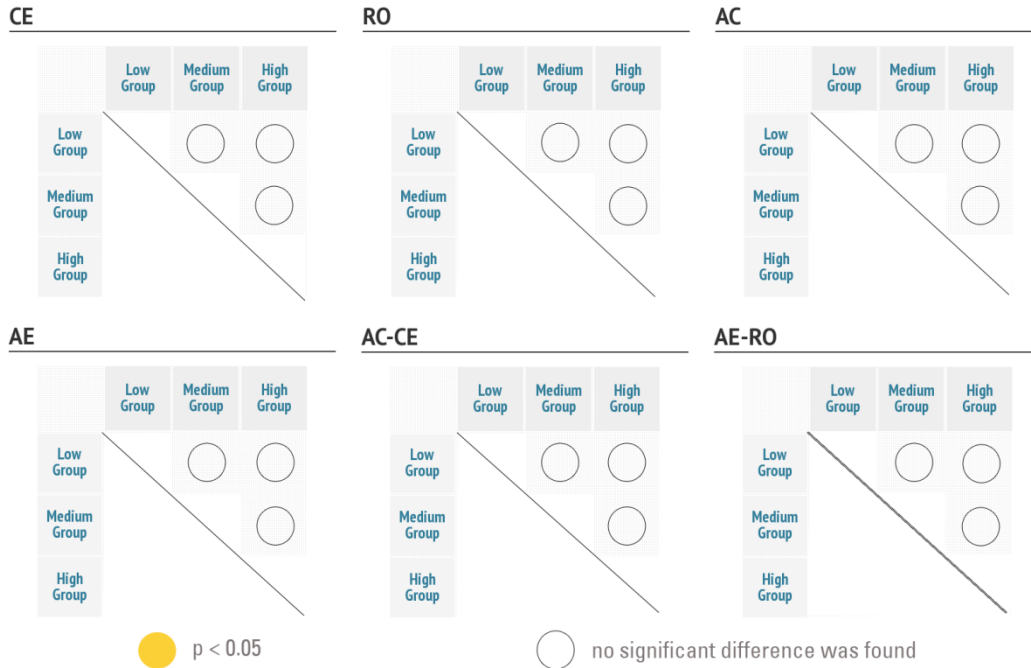 CE
RO
AC
Low Group
Medium Group
High Group
Low Group
Medium Group
High Group
Low Group
Medium Group
High Group
Low Group
Low Group
Low Group
Medium Group
Medium Group
Medium Group
High Group
High Group
High Group
AE
AC-CE
AE-RO
Low Group
Medium Group
High Group
Low Group
Medium Group
High Group
Low Group
Medium Group
High Group
Low Group
Low Group
Low Group
Medium Group
Medium Group
Medium Group
High Group
High Group
High Group
p < 0.05
no significant difference was found